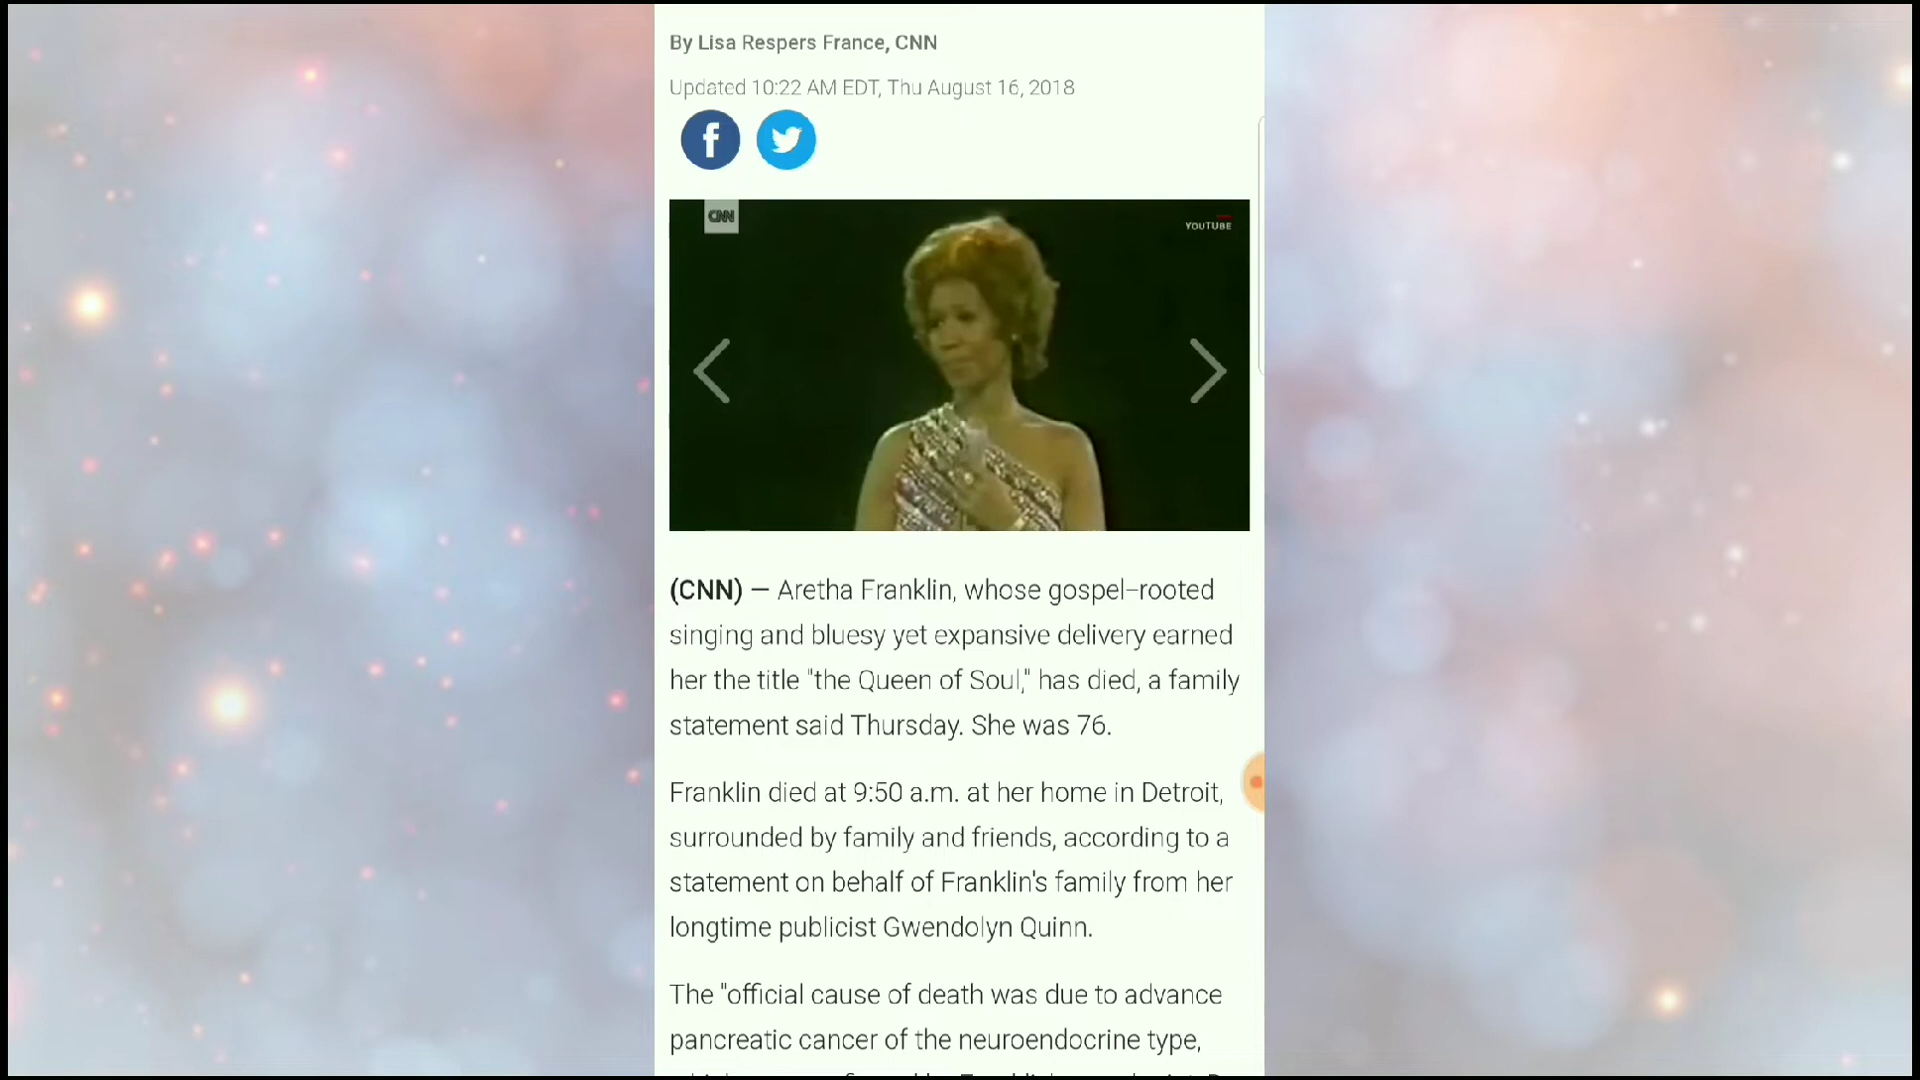 By Lisa Respers France, CNN
Updated 10:22 AM EDT, Thu August 16, 2018
f
CNN
YOUTUBE
(CNN) — Aretha Franklin, whose gospel-rooted
singing and bluesy yet expansive delivery earned
her the title "the Queen of Soul," has died, a family
statement said Thursday. She was 76.
Franklin died at 9:50 a.m. at her home in Detroit,
surrounded by family and friends, according to a
statement on behalf of Franklin's family from her
longtime publicist Gwendolyn Quinn.
The "official cause of death was due to advance
pancreatic cancer of the neuroendocrine type,